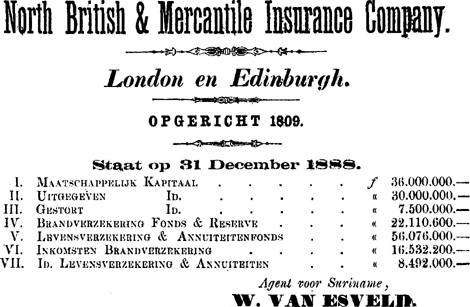 North British & Mercantile Insurance Company.
London en Edinburgh.
OPGERICHT 1809.
Staat op 31 December 1888.
I. MAATSCHAPPELIJK KAPITAAL . . . . . ƒ 36.000.000.—
II. UITGEGEVEN Id. . . . . . « 30.000.000.—
III. GESTORT Id. . . . . . « 7.500.000.—
IV. BRANDVERZEKERING FONDS & RESERVE . . . « 22.110.600.—
V. LEVENSVERZEKERING & ANNUITEITENFONDS . . « 56.076.000.—
VI. INKOMSTEN BRANDVERZEKERING . . . . « 16.532.200.—
VII. ID. LEVENSVERZEKERING & ANNUITEITEN . . « 8.492.000.—
Agent voor Suriname,
W. VAN ESVELD.